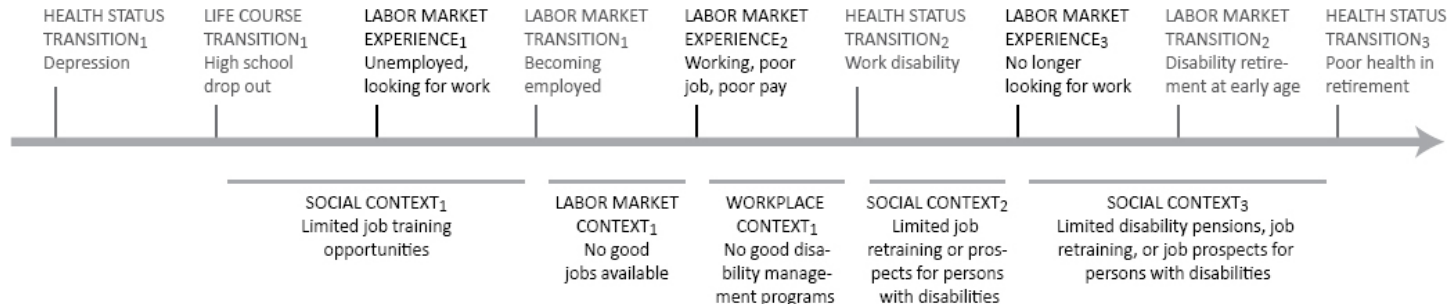 HEALTH STATUS
TRANSITION1
Depression
LIFE COURSE
TRANSITION1
High school
drop out
LABOR MARKET
EXPERIENCE1
Unemployed,
looking for work
LABOR MARKET
TRANSITION1
Becoming
employed
LABOR MARKET
EXPERIENCE2
Working, poor
job, poor pay
HEALTH STATUS
TRANSITION2
Work disability
LABOR MARKET
EXPERIENCE3
No longer
looking for work
LABOR MARKET
TRANSITION2
Disability retire-
ment at early age
HEALTH STATUS
TRANSITION3
Poor health in
retirement
SOCIAL CONTEXT1
Limited job training
opportunities
LABOR MARKET
CONTEXT1
No good
jobs available
WORKPLACE
CONTEXT1
No good disa-
bility manage-
ment programs
SOCIAL CONTEXT2
Limited job
retraining or pros-
pects for persons
with disabilities
SOCIAL CONTEXT3
Limited disability pensions, job
retraining, or job prospects for
persons with disabilities